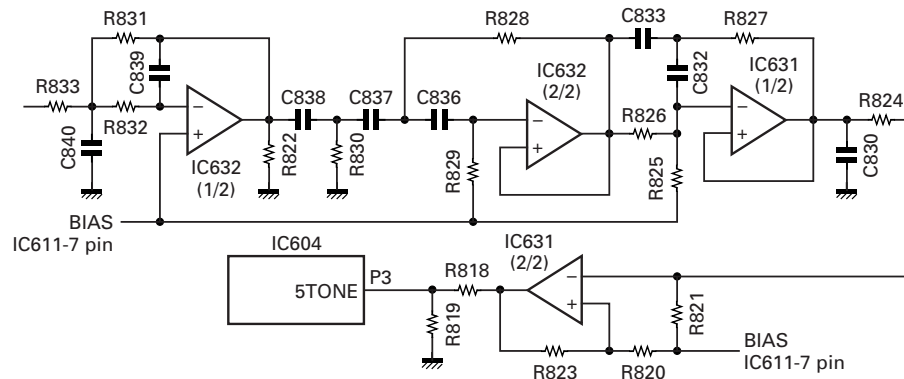 R831
C839
R833
R832
C840
IC632
(1/2)
R822
C838
R830
C837
R828
C836
R829
IC632
(2/2)
C833
R827
C832
IC631
(1/2)
R826
R825
R824
C830
BIAS
IC611-7 pin
IC604
5TONE
P3
R818
R819
IC631
(2/2)
R821
R823
R820
BIAS
IC611-7 pin
−
+
−
+
−
+
−
+